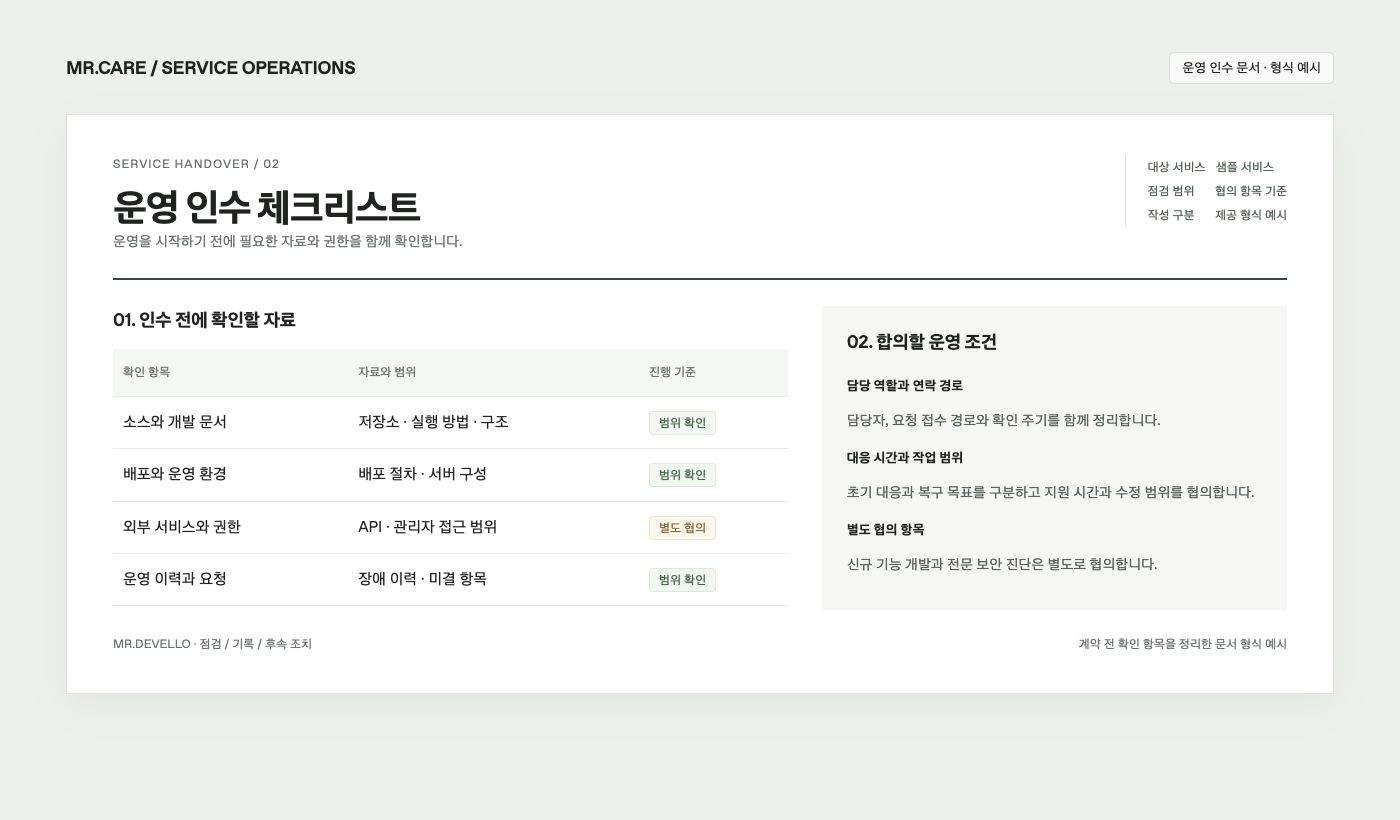 MR.CARE / SERVICE OPERATIONS
운영 인수 문서 · 형식 예시
SERVICE HANDOVER / 02
운영 인수 체크리스트
운영을 시작하기 전에 필요한 자료와 권한을 함께 확인합니다.
대상 서비스 샘플 서비스
점검 범위 협의 항목 기준
작성 구분 제공 형식 예시
01. 인수 전에 확인할 자료
확인 항목 자료와 범위 진행 기준
소스와 개발 문서 저장소 · 실행 방법 · 구조 범위 확인
배포와 운영 환경 배포 절차 · 서버 구성 범위 확인
외부 서비스와 권한 API · 관리자 접근 범위 별도 협의
운영 이력과 요청 장애 이력 · 미결 항목 범위 확인
02. 합의할 운영 조건
담당 역할과 연락 경로
담당자, 요청 접수 경로와 확인 주기를 함께 정리합니다.
대응 시간과 작업 범위
초기 대응과 복구 목표를 구분하고 지원 시간과 수정 범위를 협의합니다.
별도 협의 항목
신규 기능 개발과 전문 보안 진단은 별도로 협의합니다.
MR.DEVELLO · 점검 / 기록 / 후속 조치
계약 전 확인 항목을 정리한 문서 형식 예시